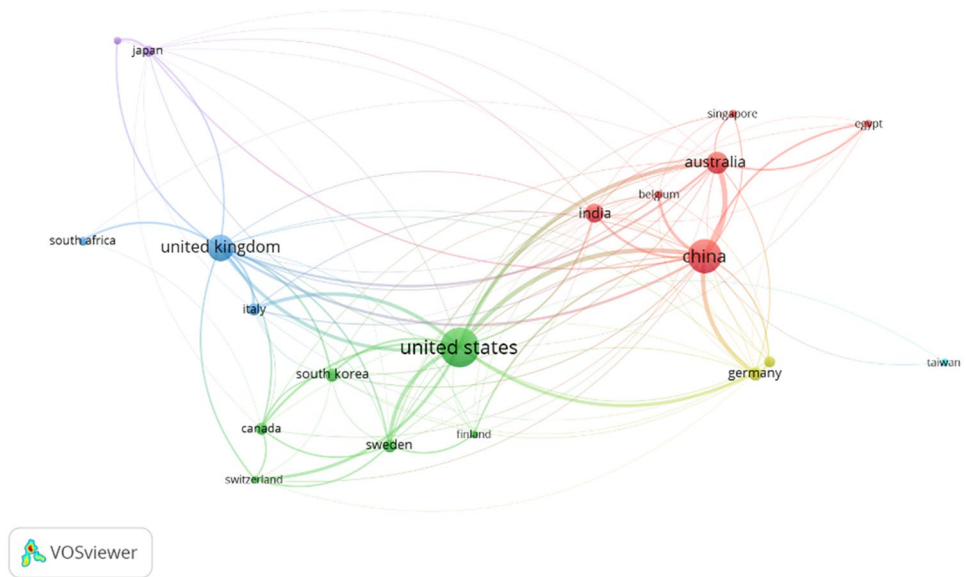 japan
singapore
egypt
australia
belgium
india
south africa
united kingdom
china
italy
united states
taiwan
south korea
germany
canada
finland
sweden
switzerland
VOSviewer